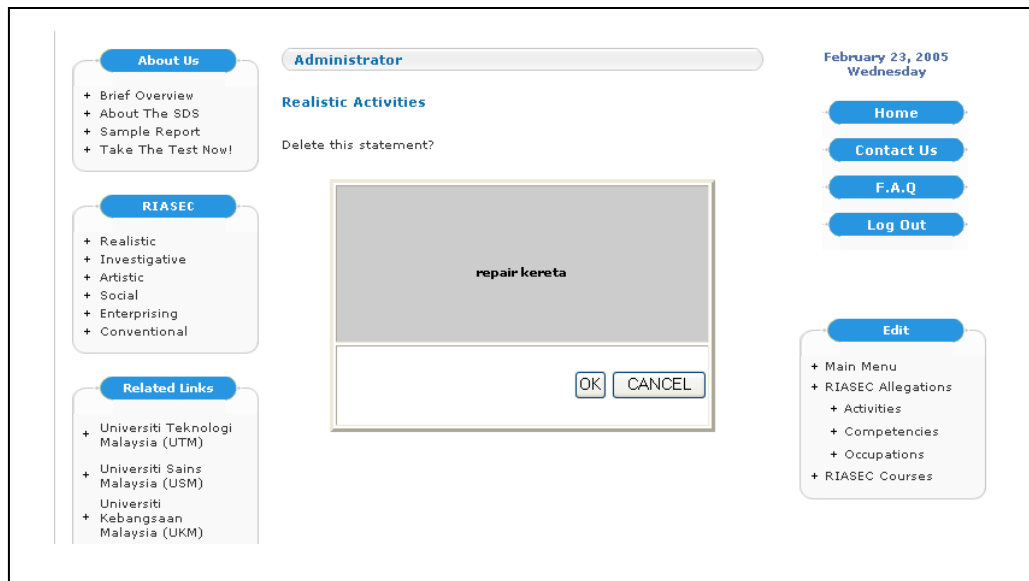 About Us
+ Brief Overview
+ About The SDS
+ Sample Report
+ Take The Test Now!
RIASEC
+ Realistic
+ Investigative
+ Artistic
+ Social
+ Enterprising
+ Conventional
Related Links
+ Universiti Teknologi
Malaysia (UTM)
+ Universiti Sains
Malaysia (USM)
Universiti
+ Kebangsaan
Malaysia (UKM)
Administrator
Realistic Activities
Delete this statement?
repair kereta
OK CANCEL
February 23, 2005
Wednesday
Home
Contact Us
F.A.Q
Log Out
Edit
+ Main Menu
+ RIASEC Allegations
+ Activities
+ Competencies
+ Occupations
+ RIASEC Courses